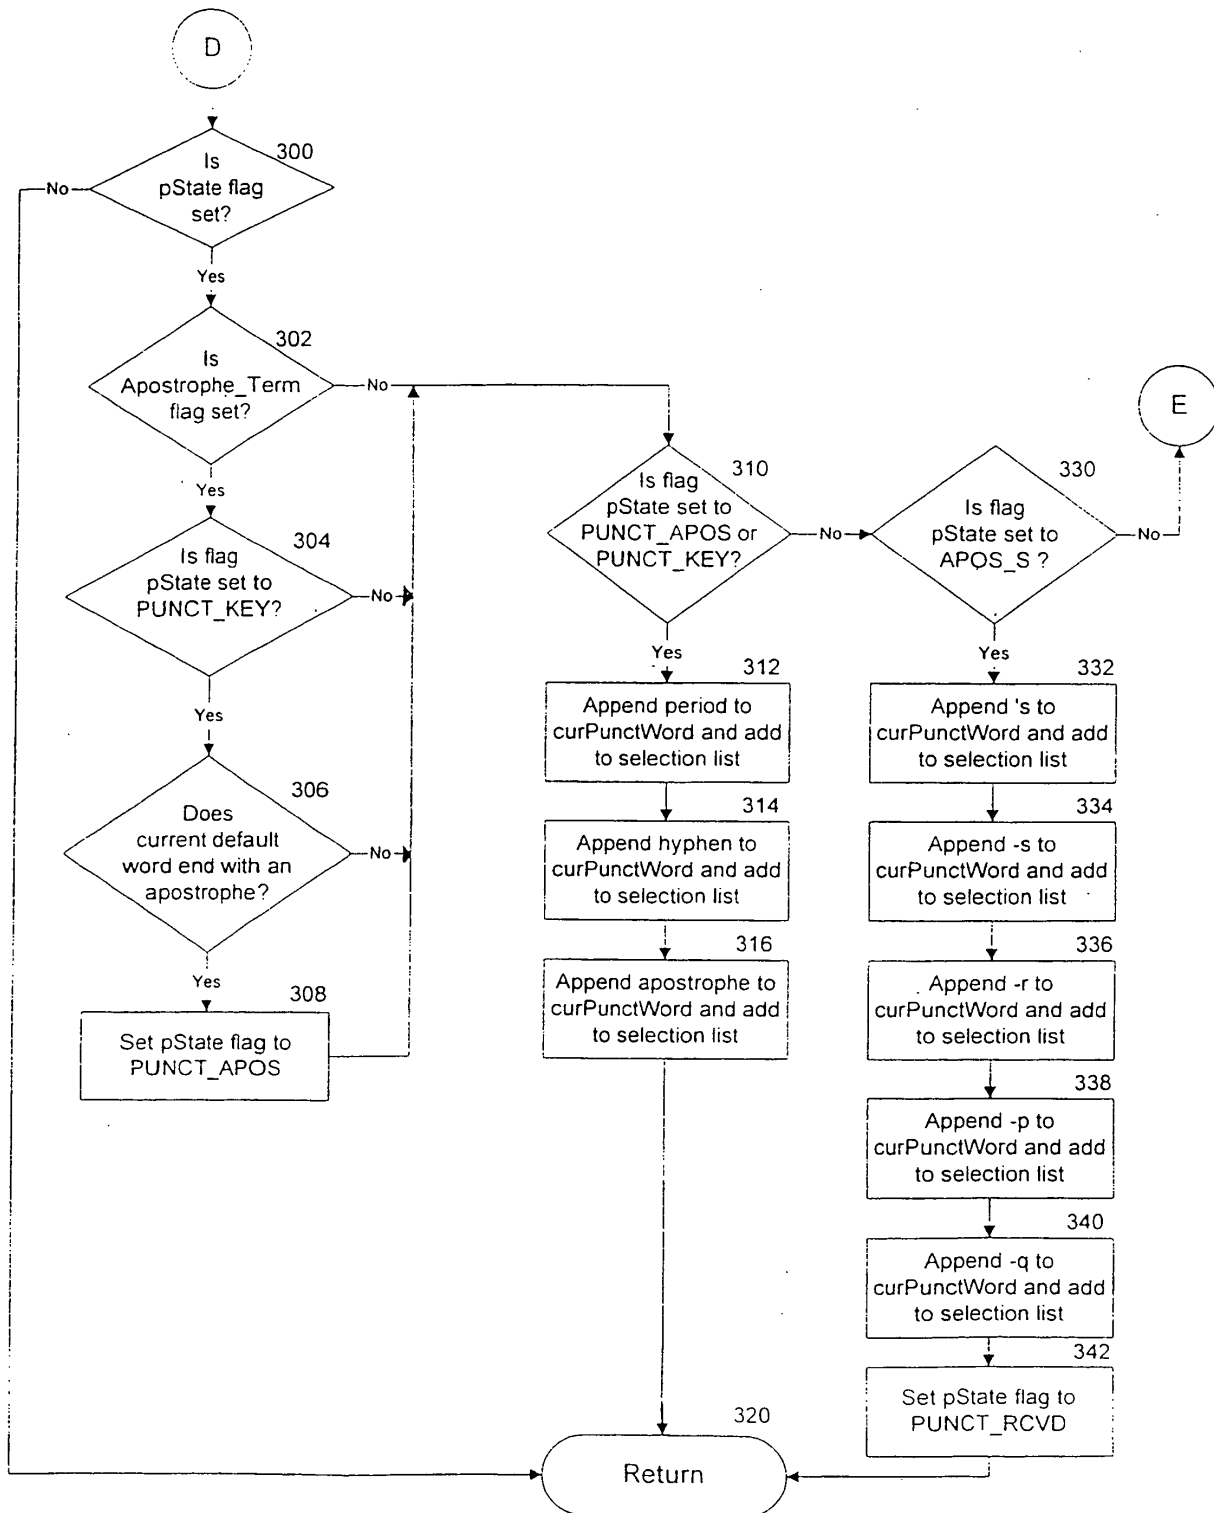 D
300
Is
pState flag
set?
No
Yes
302
Is
Apostrophe_Term
flag set?
No
Yes
304
Is flag
pState set to
PUNCT_KEY?
No
Yes
306
Does
current default
word end with an
apostrophe?
No
Yes
308
Set pState flag to
PUNCT_APOS
310
Is flag
pState set to
PUNCT_APOS or
PUNCT_KEY?
No
Yes
312
Append period to
curPunctWord and add
to selection list
314
Append hyphen to
curPunctWord and add
to selection list
316
Append apostrophe to
curPunctWord and add
to selection list
330
Is flag
pState set to
APOS_S ?
No
E
Yes
332
Append 's to
curPunctWord and add
to selection list
334
Append -s to
curPunctWord and add
to selection list
336
Append -r to
curPunctWord and add
to selection list
338
Append -p to
curPunctWord and add
to selection list
340
Append -q to
curPunctWord and add
to selection list
342
Set pState flag to
PUNCT_RCVD
320
Return